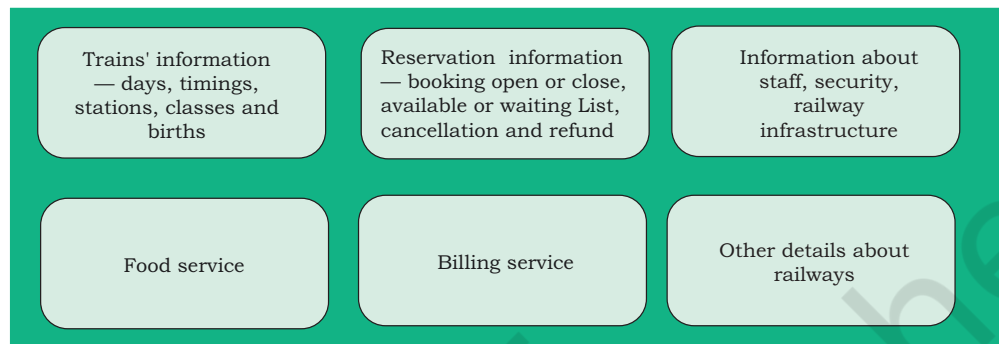 Trains' information
— days, timings,
stations, classes and
births
Reservation information
— booking open or close,
available or waiting List,
cancellation and refund
Information about
staff, security,
railway
infrastructure
Food service
Billing service
Other details about
railways
he